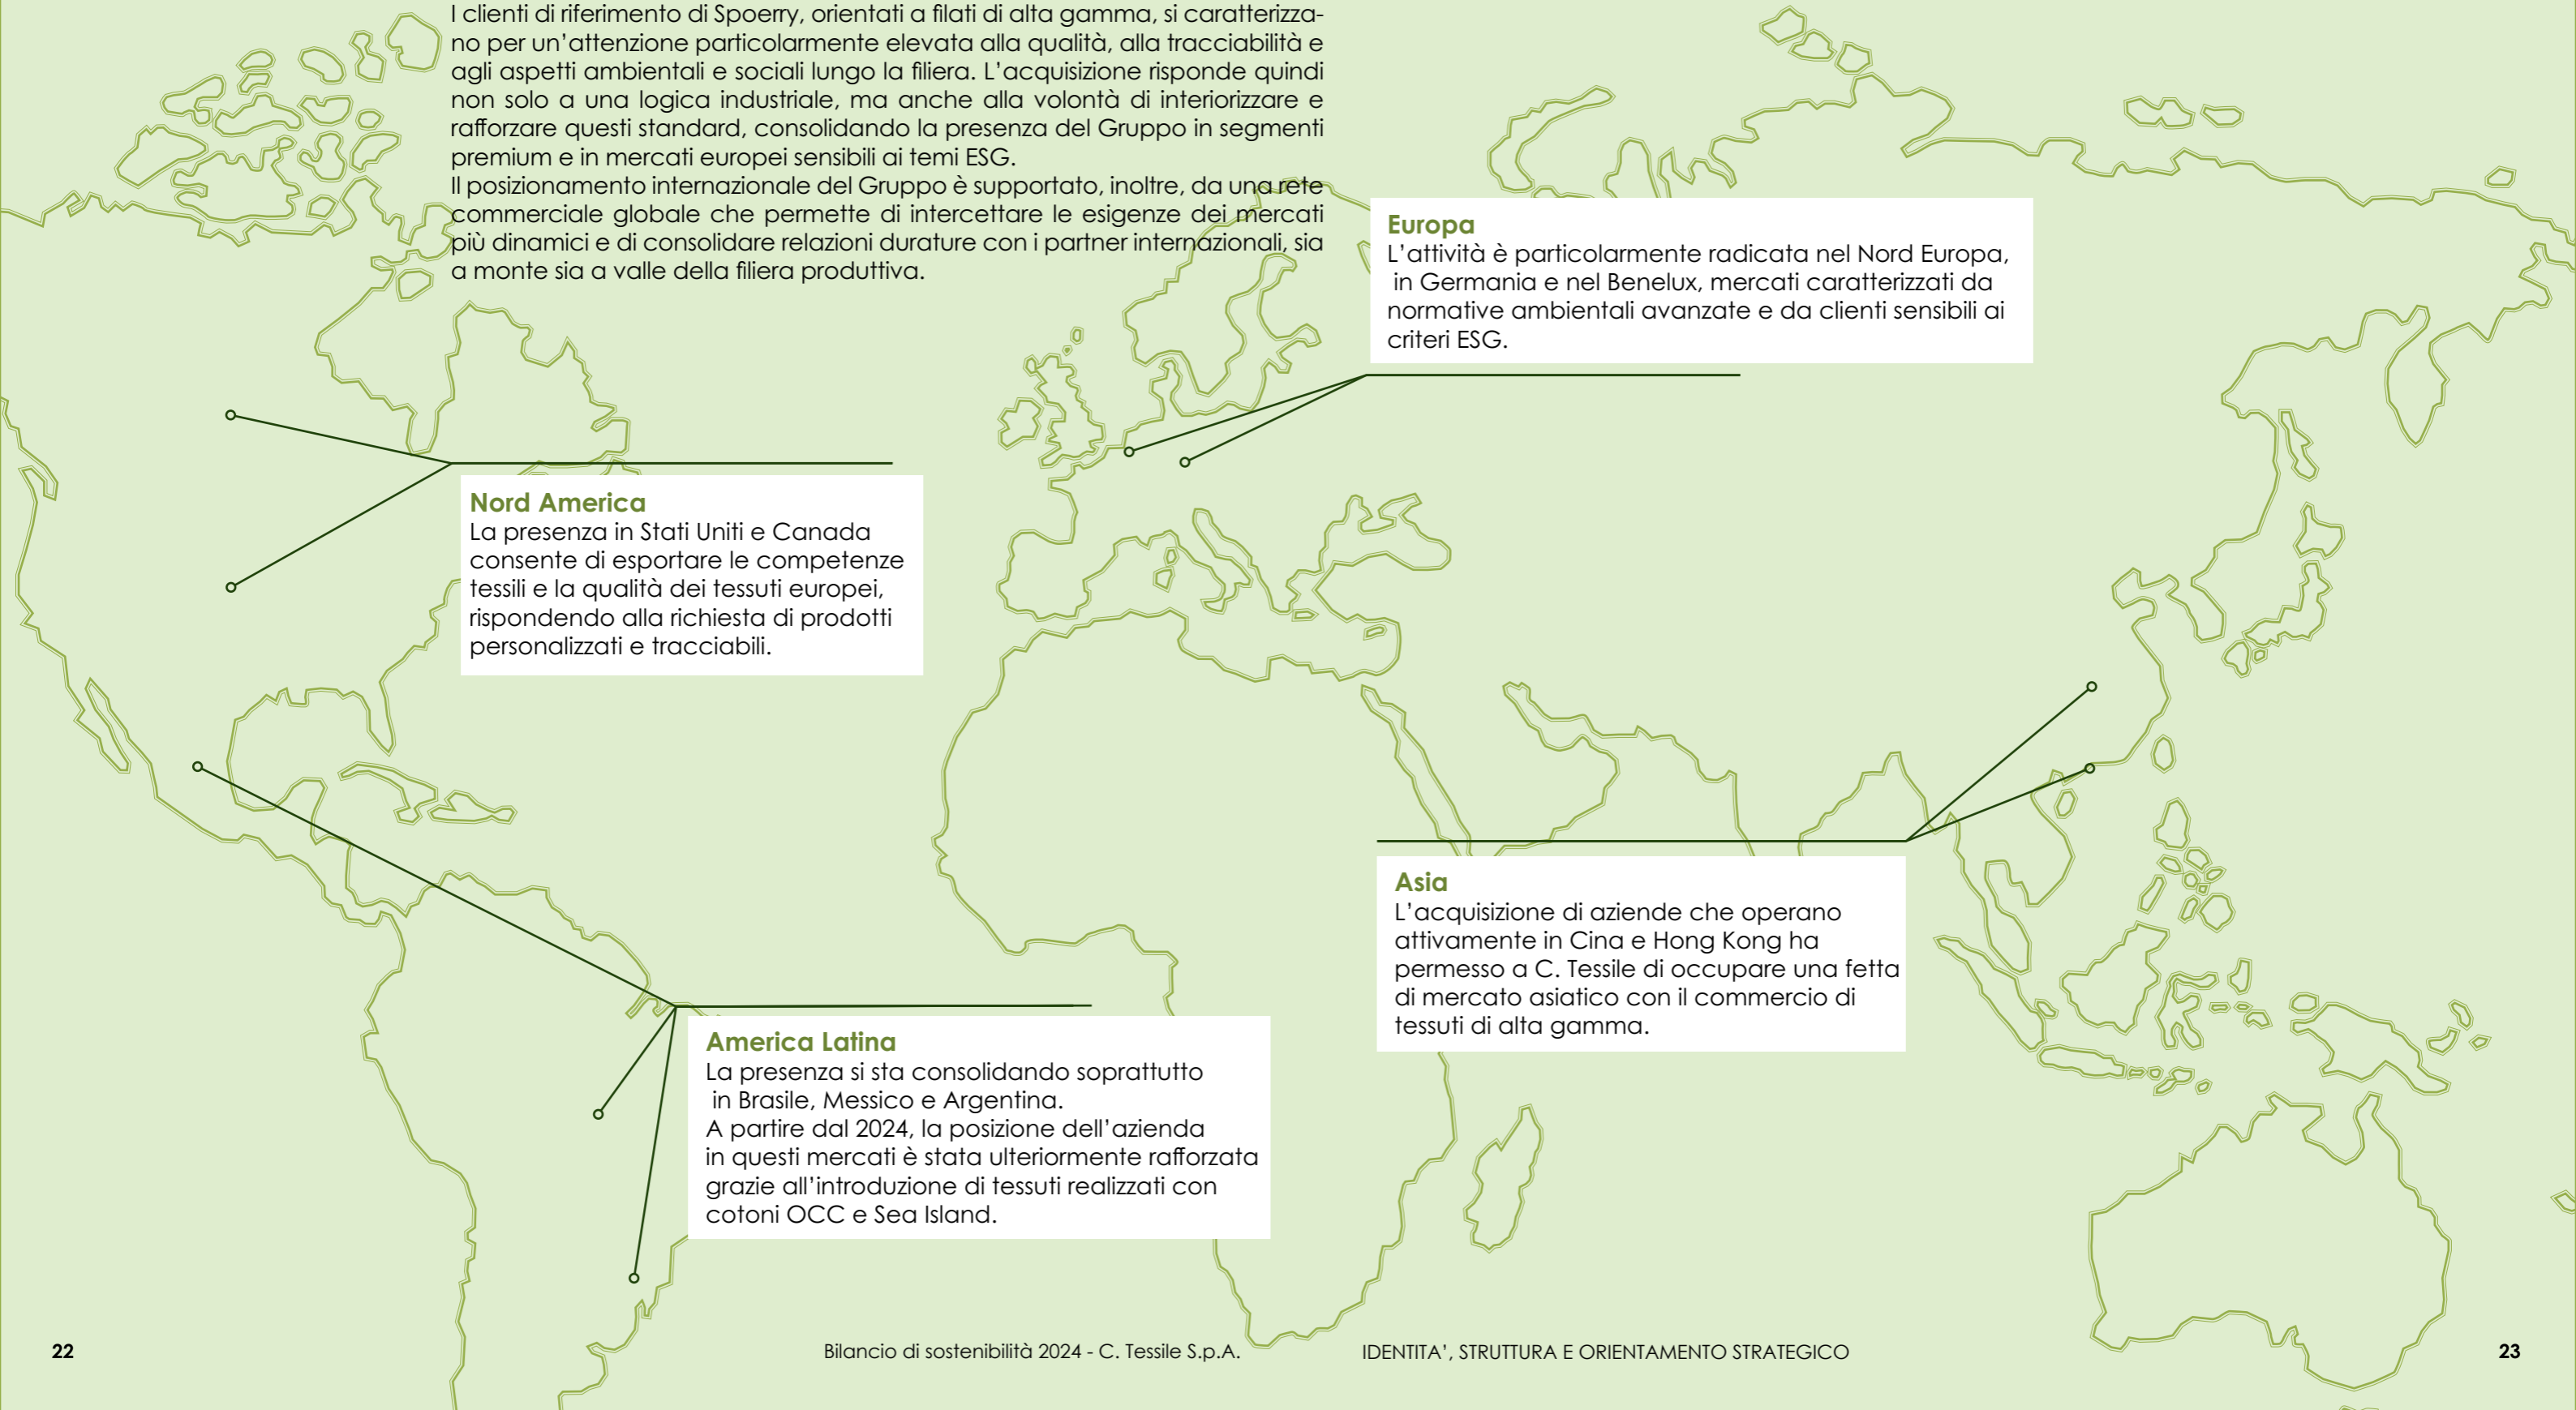 I clienti di riferimento di Spoerry, orientati a filati di alta gamma, si caratterizza-
no per un'attenzione particolarmente elevata alla qualità, alla tracciabilità e
agli aspetti ambientali e sociali lungo la filiera. L'acquisizione risponde quindi
non solo a una logica industriale, ma anche alla volontà di interiorizzare e
rafforzare questi standard, consolidando la presenza del Gruppo in segmenti
premium e in mercati europei sensibili ai temi ESG.
Il posizionamento internazionale del Gruppo è supportato, inoltre, da una rete
commerciale globale che permette di intercettare le esigenze dei mercati
più dinamici e di consolidare relazioni durature con i partner internazionali, sia
a monte sia a valle della filiera produttiva.
Europa
L'attività è particolarmente radicata nel Nord Europa,
in Germania e nel Benelux, mercati caratterizzati da
normative ambientali avanzate e da clienti sensibili ai
criteri ESG.
Nord America
La presenza in Stati Uniti e Canada
consente di esportare le competenze
tessili e la qualità dei tessuti europei,
rispondendo alla richiesta di prodotti
personalizzati e tracciabili.
Asia
L'acquisizione di aziende che operano
attivamente in Cina e Hong Kong ha
permesso a C. Tessile di occupare una fetta
di mercato asiatico con il commercio di
tessuti di alta gamma.
America Latina
La presenza si sta consolidando soprattutto
in Brasile, Messico e Argentina.
A partire dal 2024, la posizione dell'azienda
in questi mercati è stata ulteriormente rafforzata
grazie all'introduzione di tessuti realizzati con
cotoni OCC e Sea Island.
22
Bilancio di sostenibilità 2024 - C. Tessile S.p.A.
IDENTITA', STRUTTURA E ORIENTAMENTO STRATEGICO
23